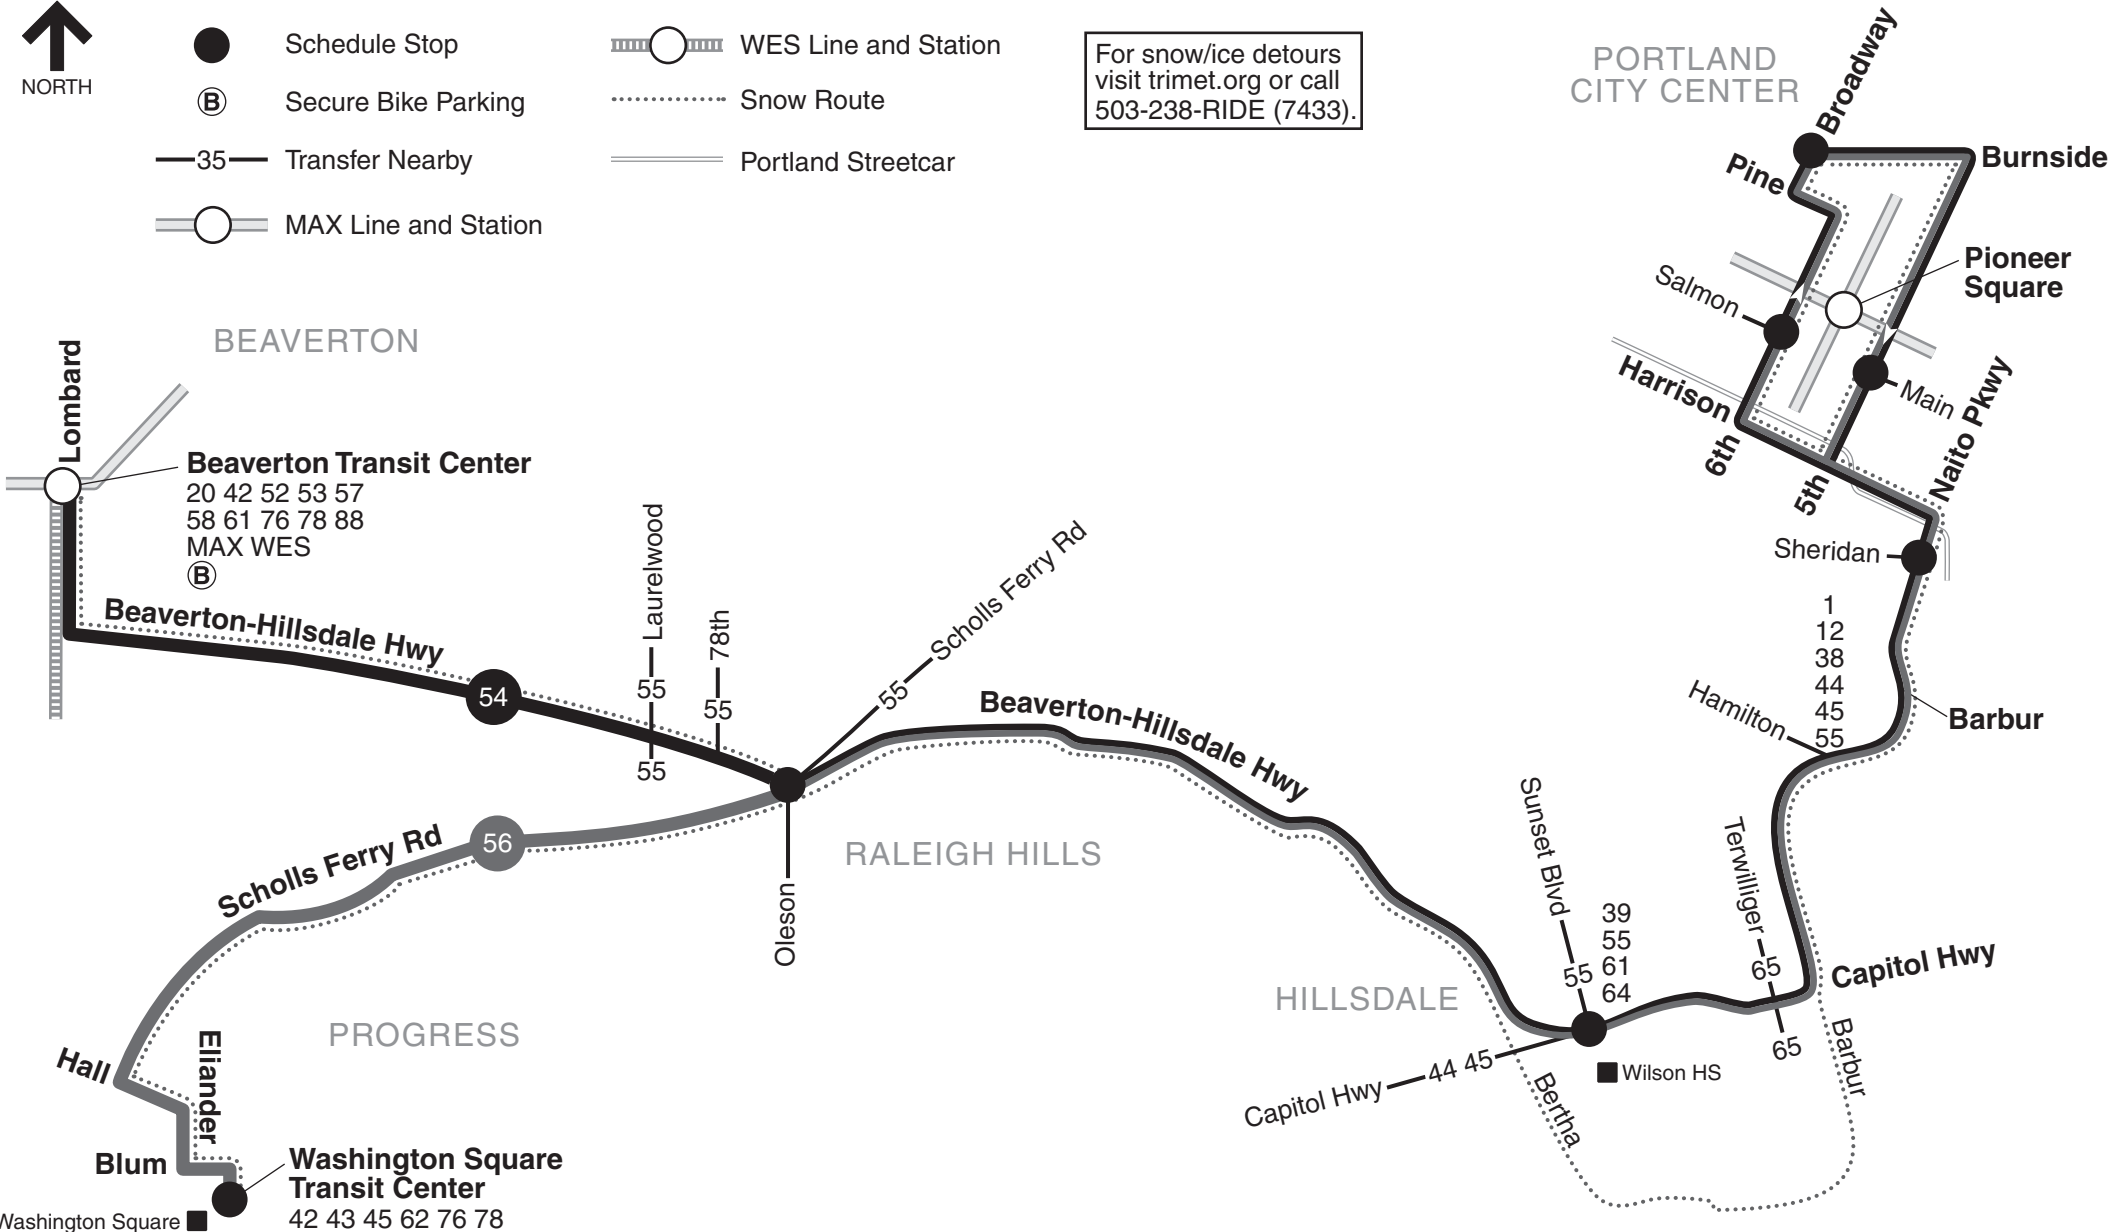 NORTH
Schedule Stop
B
Secure Bike Parking
35
Transfer Nearby
MAX Line and Station
WES Line and Station
Snow Route
Portland Streetcar
For snow/ice detours
visit trimet.org or call
503-238-RIDE (7433).
PORTLAND
CITY CENTER
Broadway
Burnside
Pine
Pioneer
Square
Salmon
Main
Harrison
6th
5th
Naito Pkwy
Sheridan
1
12
38
44
45
55
Hamilton
Barbur
BEAVERTON
Lombard
Beaverton Transit Center
20 42 52 53 57
58 61 76 78 88
MAX WES
B
Beaverton-Hillsdale Hwy
54
Laurelwood
55
55
78th
55
Scholls Ferry Rd
55
Beaverton-Hillsdale Hwy
Oleson
RALEIGH HILLS
56
Scholls Ferry Rd
Sunset Blvd
55
39
55
61
64
Terwilliger
65
65
Capitol Hwy
Barbur
HILLSDALE
Wilson HS
Capitol Hwy
44 45
Bertha
PROGRESS
Hall
Eliander
Blum
Washington Square
Transit Center
42 43 45 62 76 78
Washington Square